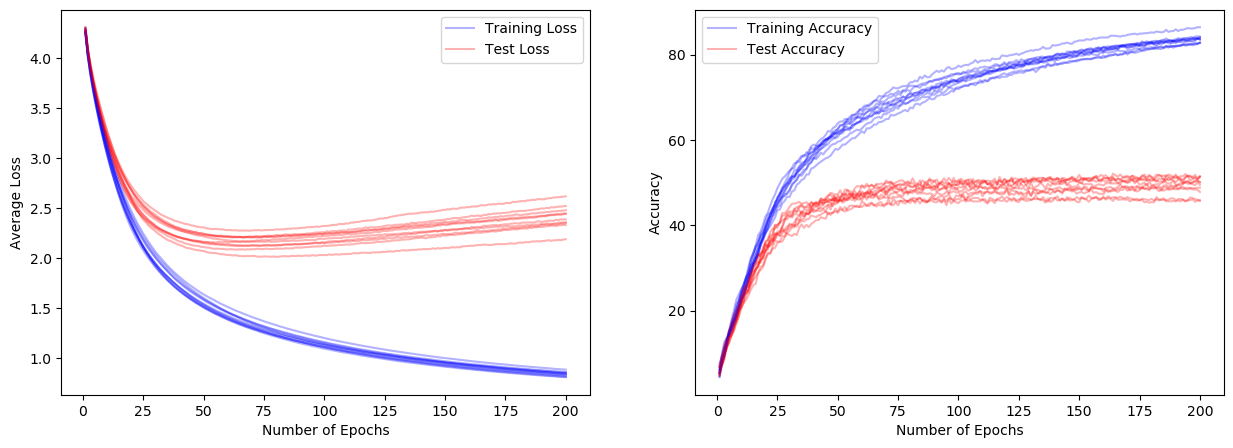 Training Loss
Test Loss
4.0
3.5
3.0
2.5
2.0
1.5
1.0
Average Loss
0 25 50 75 100 125 150 175 200
Number of Epochs
Training Accuracy
Test Accuracy
80
60
40
20
Accuracy
0 25 50 75 100 125 150 175 200
Number of Epochs